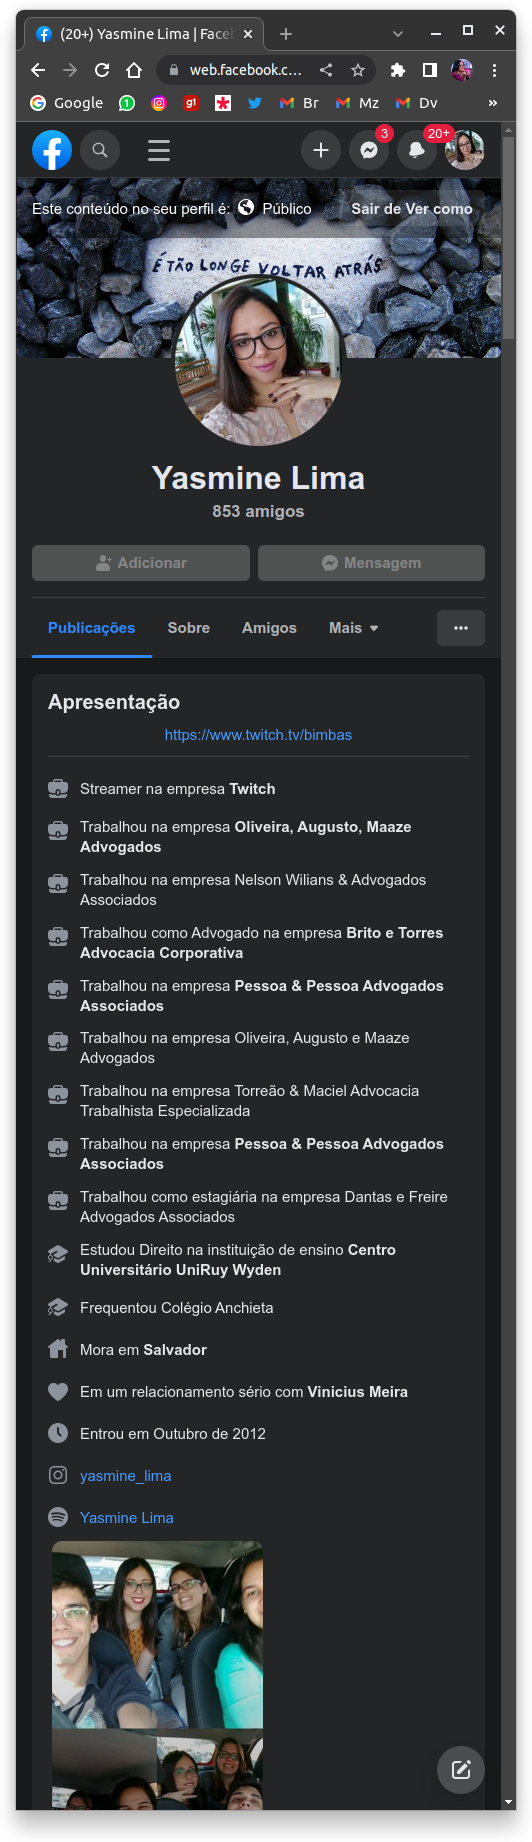 (20+) Yasmine Lima | Faceb
web.facebook.c...
Google
1
g1
Br
Mz
Dv
»
3
20+
Este conteúdo no seu perfil é: Público
Sair de Ver como
É TÃO LONGE VOLTAR ATRÁS
Yasmine Lima
853 amigos
Adicionar
Mensagem
Publicações
Sobre
Amigos
Mais
Apresentação
https://www.twitch.tv/bimbas
Streamer na empresa Twitch
Trabalhou na empresa Oliveira, Augusto, Maaze
Advogados
Trabalhou na empresa Nelson Wilians & Advogados
Associados
Trabalhou como Advogado na empresa Brito e Torres
Advocacia Corporativa
Trabalhou na empresa Pessoa & Pessoa Advogados
Associados
Trabalhou na empresa Oliveira, Augusto e Maaze
Advogados
Trabalhou na empresa Torreão & Maciel Advocacia
Trabalhista Especializada
Trabalhou na empresa Pessoa & Pessoa Advogados
Associados
Trabalhou como estagiária na empresa Dantas e Freire
Advogados Associados
Estudou Direito na instituição de ensino Centro
Universitário UniRuy Wyden
Frequentou Colégio Anchieta
Mora em Salvador
Em um relacionamento sério com Vinicius Meira
Entrou em Outubro de 2012
yasmine_lima
Yasmine Lima